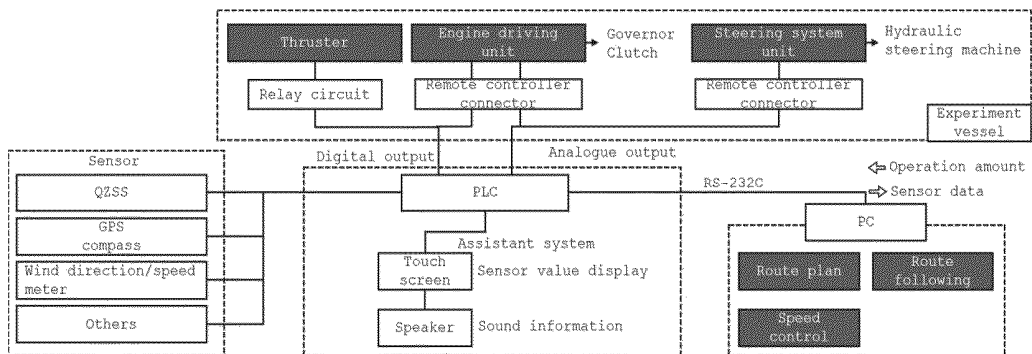 Thruster
Engine driving
unit
Governor
Clutch
Steering system
unit
Hydraulic
steering machine
Relay circuit
Remote controller
connector
Remote controller
connector
Experiment
vessel
Sensor
Digital output
Analogue output
Operation amount
Sensor data
QZSS
PLC
RS-232C
PC
GPS
compass
Assistant system
Wind direction/speed
meter
Touch
screen
Sensor value display
Route plan
Route
following
Others
Speaker
Sound information
Speed
control